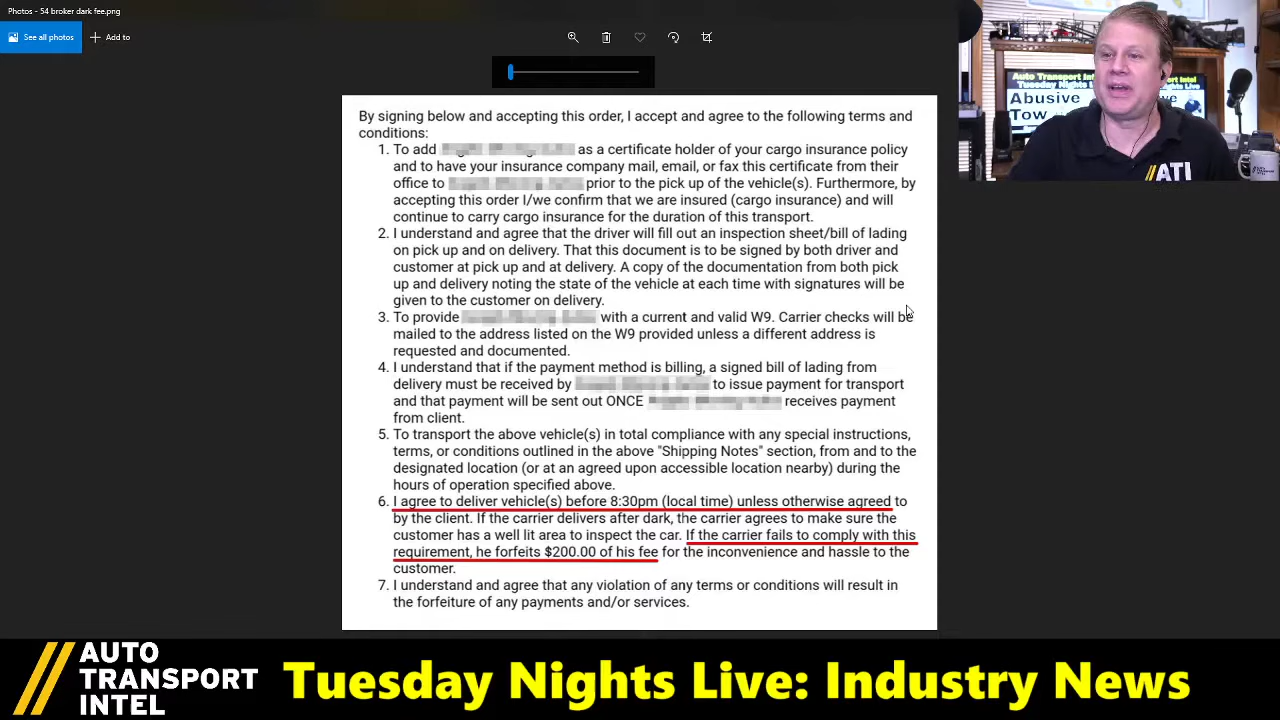 Photos - S4 broker dark fee.png
See all photos
Add to
Auto Transport Intel
Tuesday Nights Live
Abusive
Tow
ATI
By signing below and accepting this order, I accept and agree to the following terms and
conditions:
1. To add as a certificate holder of your cargo insurance policy
and to have your insurance company mail, email, or fax this certificate from their
office to prior to the pick up of the vehicle(s). Furthermore, by
accepting this order I/we confirm that we are insured (cargo insurance) and will
continue to carry cargo insurance for the duration of this transport.
2. I understand and agree that the driver will fill out an inspection sheet/bill of lading
on pick up and on delivery. That this document is to be signed by both driver and
customer at pick up and at delivery. A copy of the documentation from both pick
up and delivery noting the state of the vehicle at each time with signatures will be
given to the customer on delivery.
3. To provide with a current and valid W9. Carrier checks will be
mailed to the address listed on the W9 provided unless a different address is
requested and documented.
4. I understand that if the payment method is billing, a signed bill of lading from
delivery must be received by to issue payment for transport
and that payment will be sent out ONCE receives payment
from client.
5. To transport the above vehicle(s) in total compliance with any special instructions,
terms, or conditions outlined in the above "Shipping Notes" section, from and to the
designated location (or at an agreed upon accessible location nearby) during the
hours of operation specified above.
6. I agree to deliver vehicle(s) before 8:30pm (local time) unless otherwise agreed to
by the client. If the carrier delivers after dark, the carrier agrees to make sure the
customer has a well lit area to inspect the car. If the carrier fails to comply with this
requirement, he forfeits $200.00 of his fee for the inconvenience and hassle to the
customer.
7. I understand and agree that any violation of any terms or conditions will result in
the forfeiture of any payments and/or services.
AUTO
TRANSPORT
INTEL
Tuesday Nights Live: Industry News